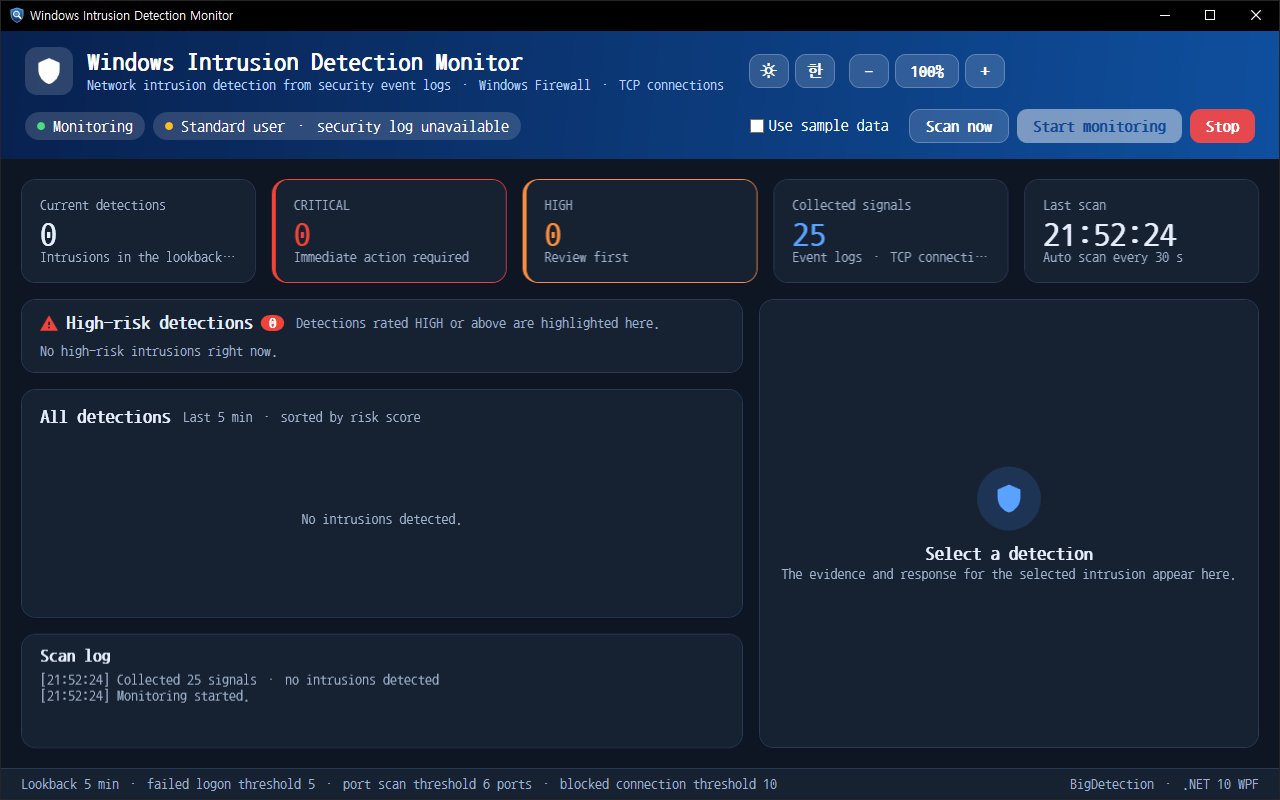 Windows Intrusion Detection Monitor
Windows Intrusion Detection Monitor
Network intrusion detection from security event logs · Windows Firewall · TCP connections
한
−
100%
+
Monitoring
Standard user · security log unavailable
Use sample data
Scan now
Start monitoring
Stop
Current detections
0
Intrusions in the lookback…
CRITICAL
0
Immediate action required
HIGH
0
Review first
Collected signals
25
Event logs · TCP connecti…
Last scan
21:52:24
Auto scan every 30 s
High-risk detections 0 Detections rated HIGH or above are highlighted here.
No high-risk intrusions right now.
All detections Last 5 min · sorted by risk score
No intrusions detected.
Select a detection
The evidence and response for the selected intrusion appear here.
Scan log
[21:52:24] Collected 25 signals · no intrusions detected
[21:52:24] Monitoring started.
Lookback 5 min · failed logon threshold 5 · port scan threshold 6 ports · blocked connection threshold 10
BigDetection · .NET 10 WPF